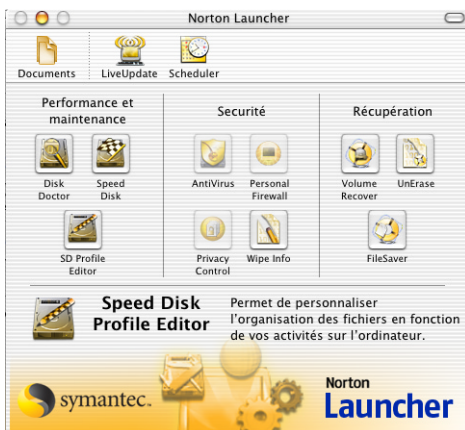 Norton Launcher
Documents
LiveUpdate
Scheduler
Performance et
maintenance
Disk
Doctor
Speed
Disk
SD Profile
Editor
Securité
AntiVirus
Personal
Firewall
Privacy
Control
Wipe Info
Récupération
Volume
Recover
UnErase
FileSaver
Speed Disk
Profile Editor
Permet de personnaliser
l'organisation des fichiers en fonction
de vos activités sur l'ordinateur.
symantec.
Norton
Launcher